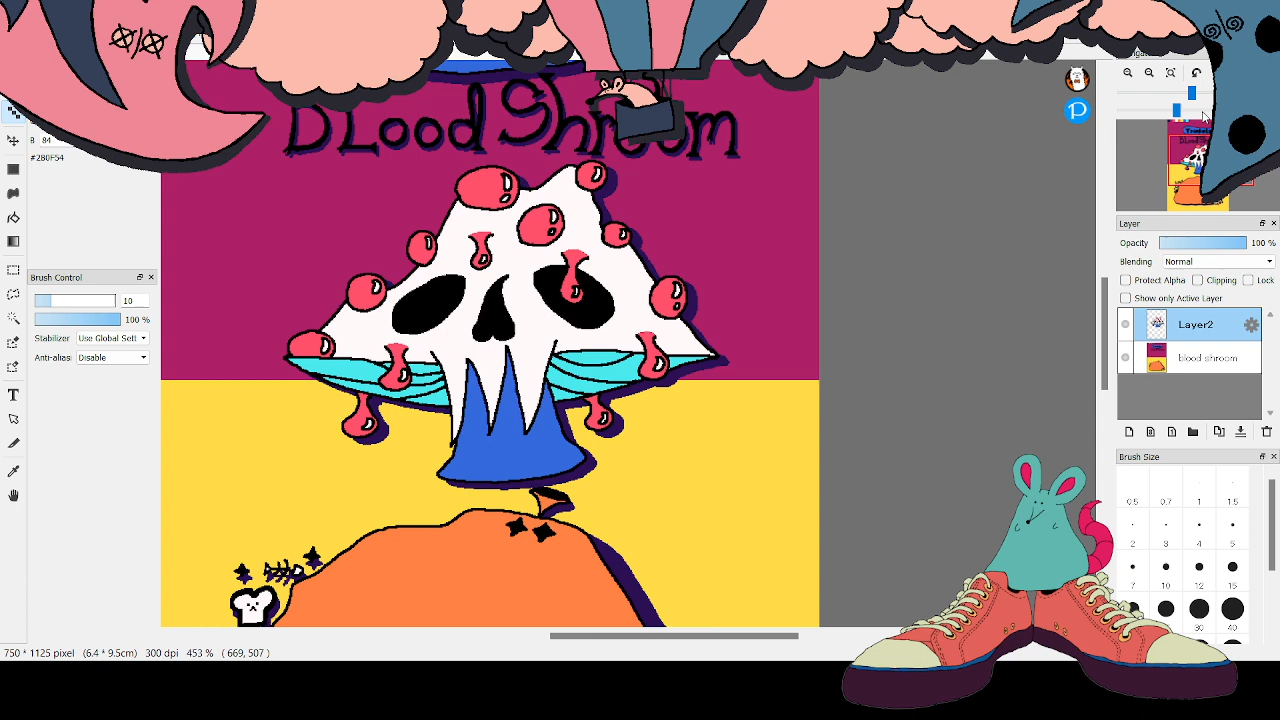 B 84
#2B0F54
BLood Shroom
Brush Control
10
100 %
Stabilizer Use Global Sett
Anti-alias: Disable
Layer
Opacity 100 %
Blending Normal
Protect Alpha Clipping Lock
Show only Active Layer
Layer2
blood shroom
Brush Size
0.5 0.7 1 1.5
2 3 4 5
7 10 12 15
30 40
T
P
750 * 1125 pixel (6.4 * 9.5cm) 300 dpi 453 % ( 669, 507 )